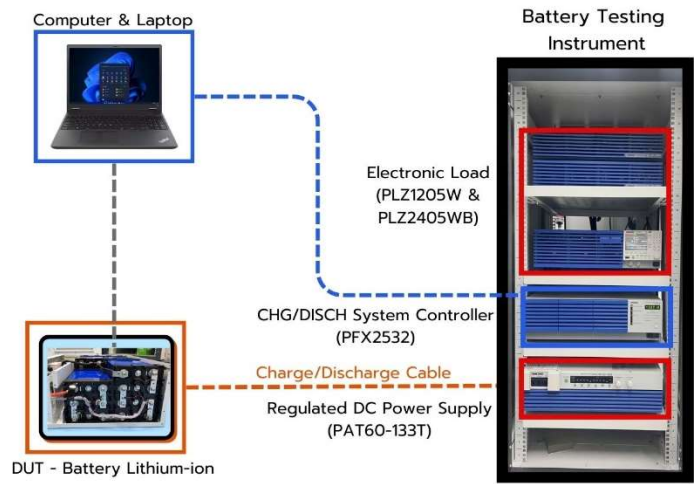 Computer & Laptop
Battery Testing
Instrument
Electronic Load
(PLZ1205W &
PLZ2405WB)
CHG/DISCH System Controller
(PFX2532)
Charge/Discharge Cable
Regulated DC Power Supply
(PAT60-133T)
DUT - Battery Lithium-ion